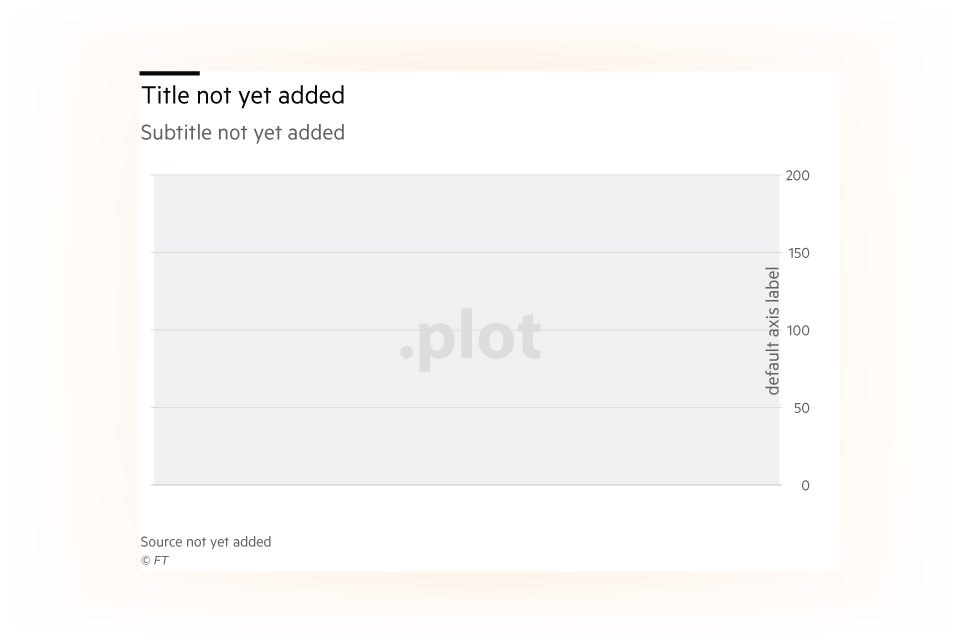 Title not yet added
Subtitle not yet added
200
150
default axis label
.plot
100
50
0
Source not yet added
© FT